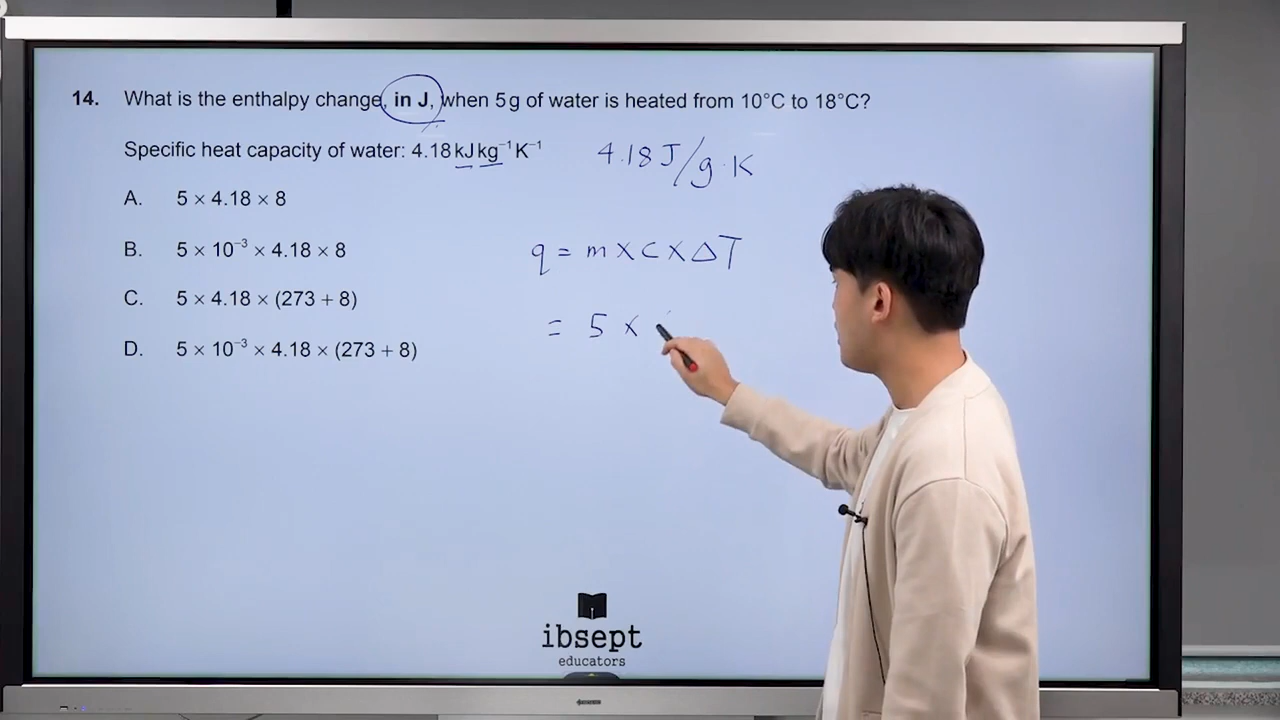 14. What is the enthalpy change, in J, when 5 g of water is heated from 10°C to 18°C?
Specific heat capacity of water: 4.18 kJ kg⁻¹ K⁻¹ 4.18 J/g·K
A. 5 × 4.18 × 8
B. 5 × 10⁻³ × 4.18 × 8
C. 5 × 4.18 × (273 + 8)
D. 5 × 10⁻³ × 4.18 × (273 + 8)
q = m × c × ΔT
= 5 ×
ibsept
educators